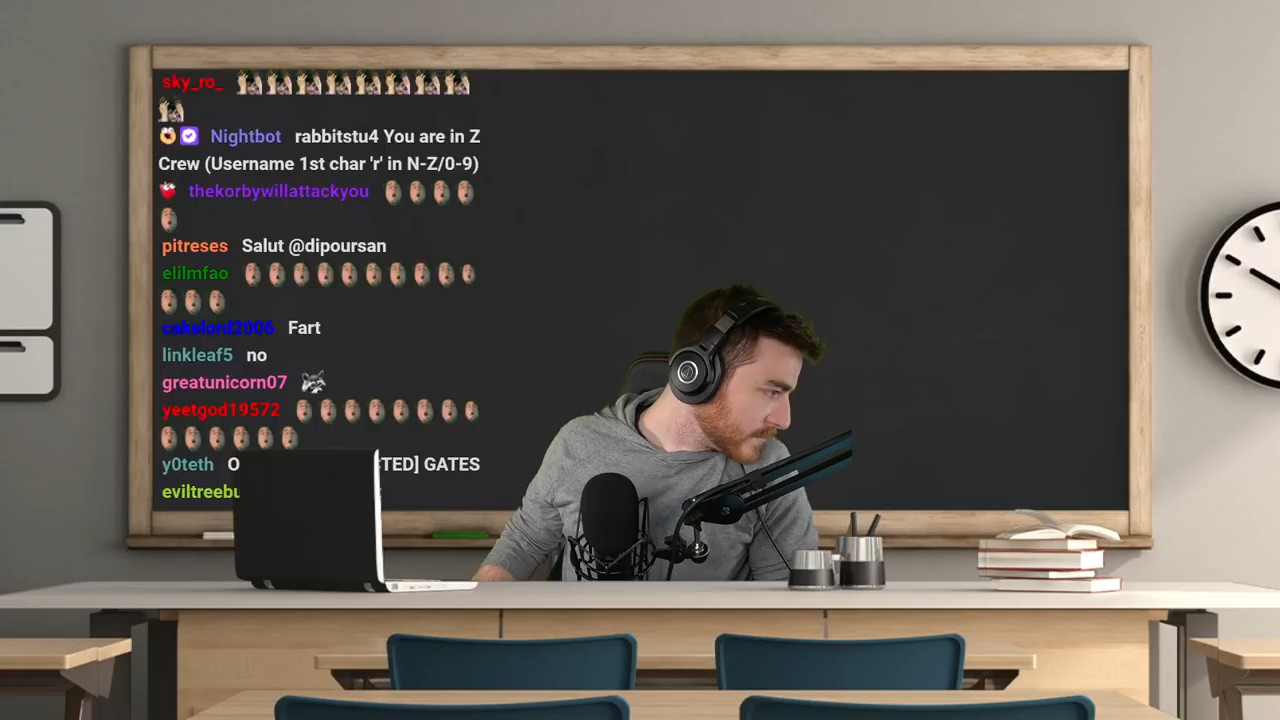 sky_ro_
Nightbot rabbitstu4 You are in Z
Crew (Username 1st char 'r' in N-Z/0-9)
thekorbywillattackyou
pitreses Salut @dipoursan
elilmfao
cakelord2006 Fart
linkleaf5 no
greatunicorn07
yeetgod19572
y0teth TED] GATES
eviltreebu